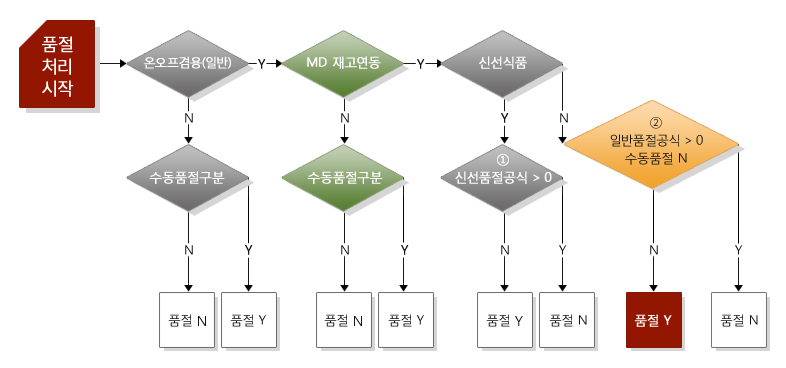 품절
처리
시작
온오프겸용(일반)
Y
MD 재고연동
Y
신선식품
N
N
Y
N
②
일반품절공식 > 0
수동품절 N
수동품절구분
수동품절구분
①
신선품절공식 > 0
N
Y
N
Y
N
Y
N
Y
품절 N
품절 Y
품절 N
품절 Y
품절 Y
품절 N
품절 Y
품절 N